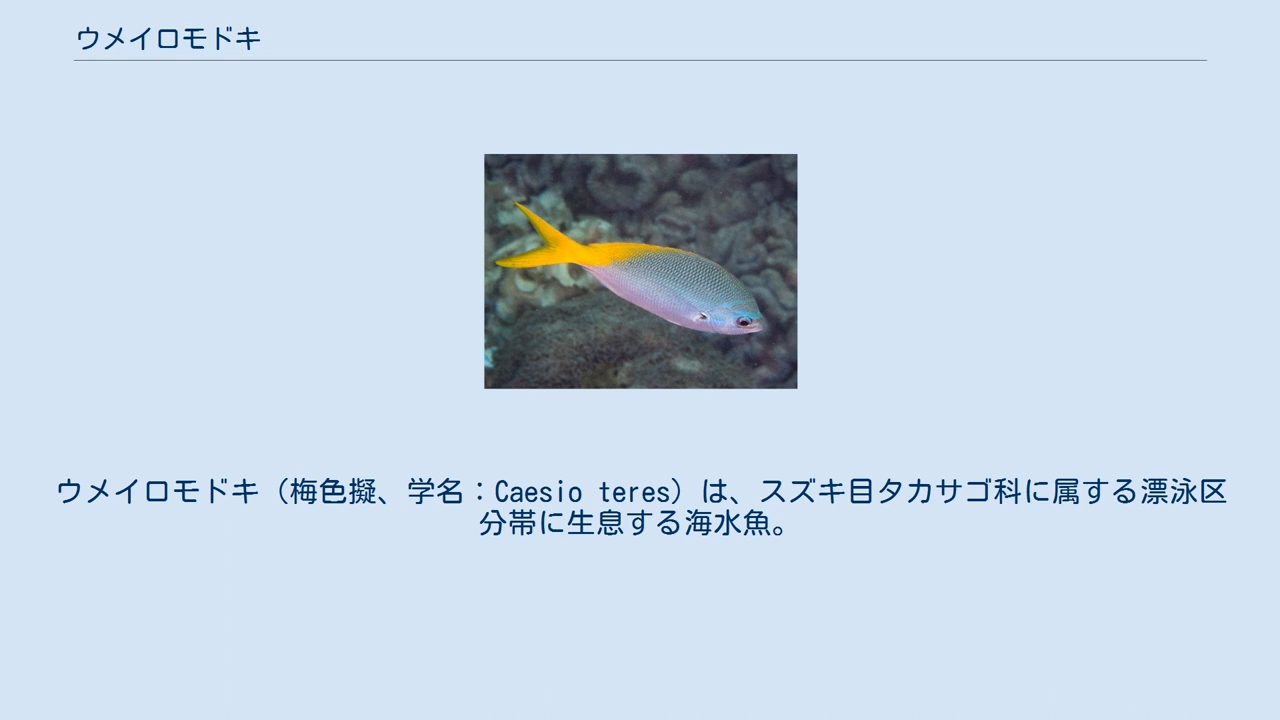 ウメイロモドキ
ウメイロモドキ（梅色擬、学名：Caesio teres）は、スズキ目タカサゴ科に属する漂泳区
分帯に生息する海水魚。